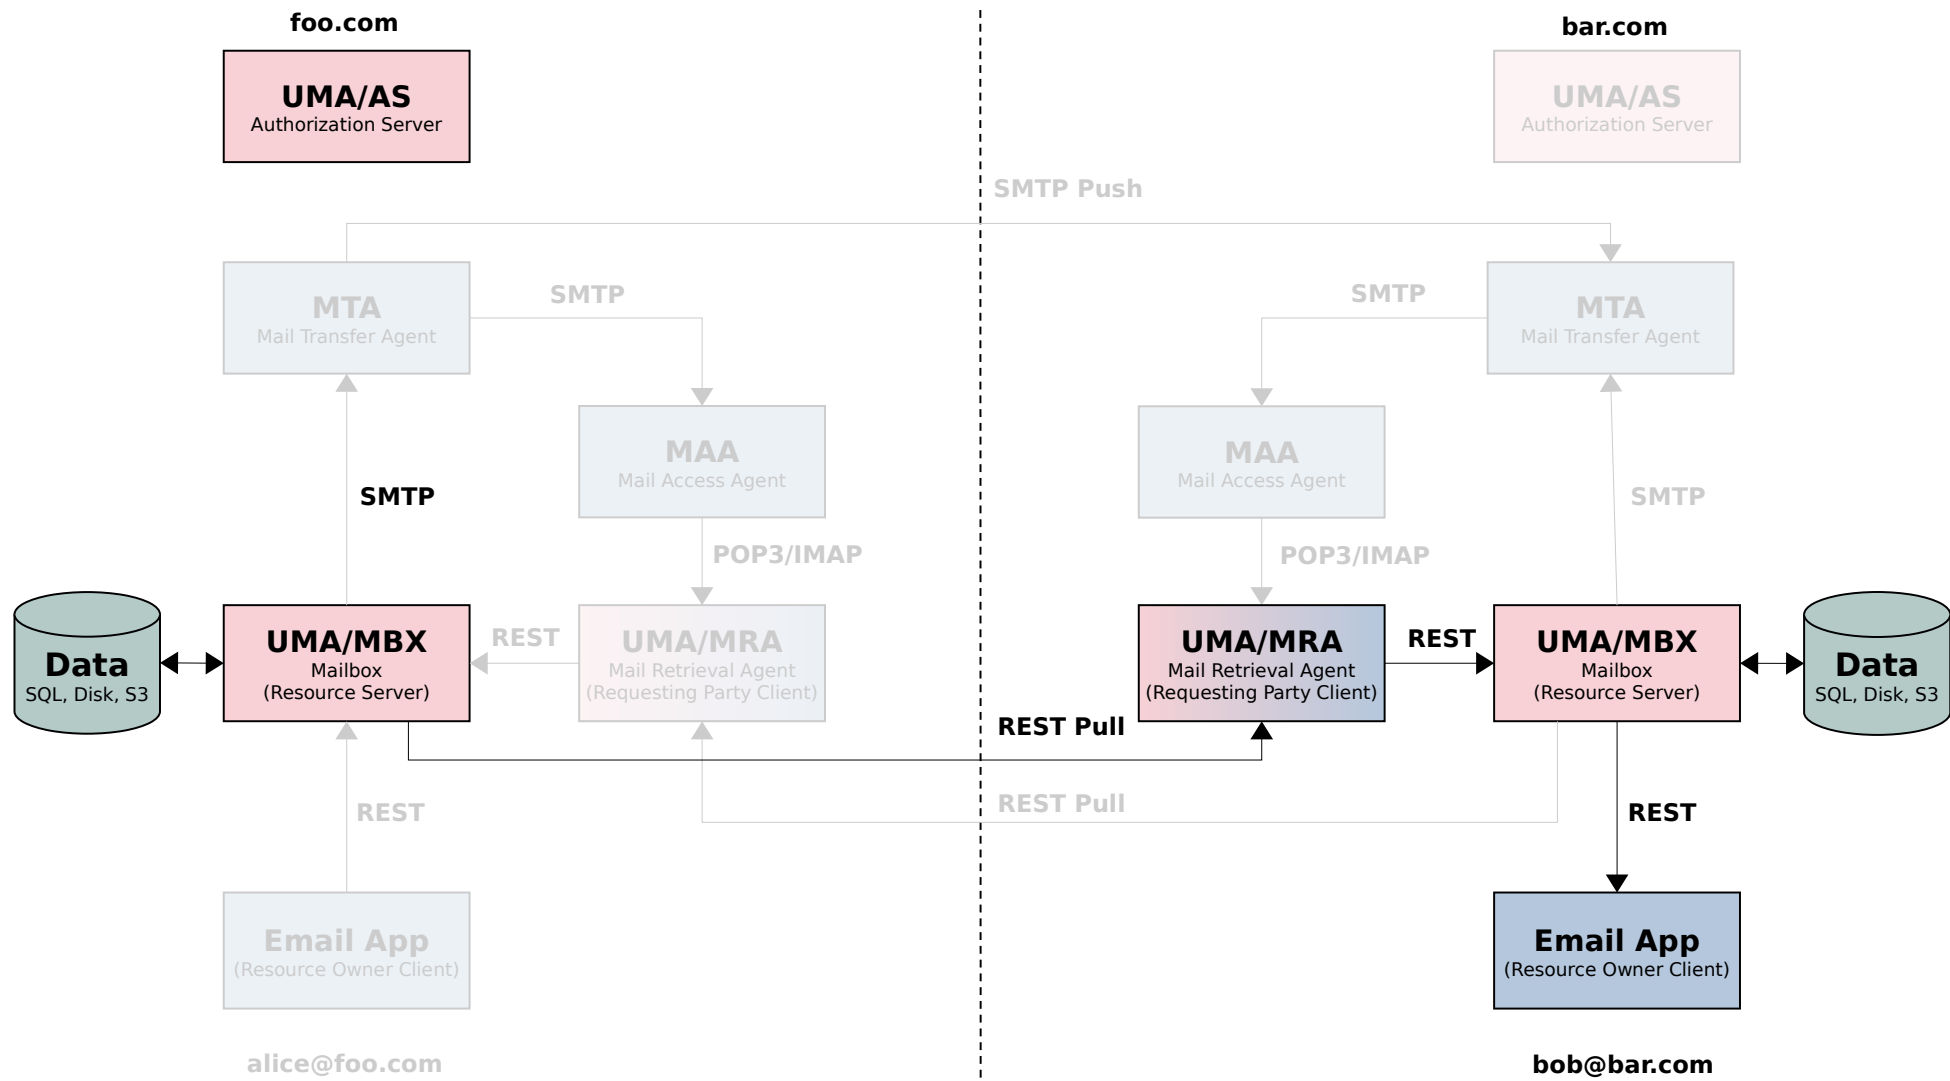 foo.com
bar.com
UMA/AS
Authorization Server
UMA/AS
Authorization Server
SMTP Push
MTA
Mail Transfer Agent
SMTP
SMTP
MTA
Mail Transfer Agent
MAA
Mail Access Agent
MAA
Mail Access Agent
SMTP
SMTP
POP3/IMAP
POP3/IMAP
Data
SQL, Disk, S3
UMA/MBX
Mailbox
(Resource Server)
REST
UMA/MRA
Mail Retrieval Agent
(Requesting Party Client)
UMA/MRA
Mail Retrieval Agent
(Requesting Party Client)
REST
UMA/MBX
Mailbox
(Resource Server)
Data
SQL, Disk, S3
REST Pull
REST Pull
REST
REST
Email App
(Resource Owner Client)
Email App
(Resource Owner Client)
alice@foo.com
bob@bar.com